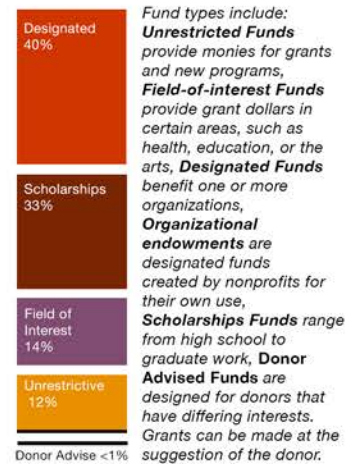 Designated
40%
Scholarships
33%
Field of
Interest
14%
Unrestrictive
12%
Donor Advise <1%
Fund types include:
Unrestricted Funds
provide monies for grants
and new programs,
Field-of-interest Funds
provide grant dollars in
certain areas, such as
health, education, or the
arts, Designated Funds
benefit one or more
organizations,
Organizational
endowments are
designated funds
created by nonprofits for
their own use,
Scholarships Funds range
from high school to
graduate work, Donor
Advised Funds are
designed for donors that
have differing interests.
Grants can be made at the
suggestion of the donor.